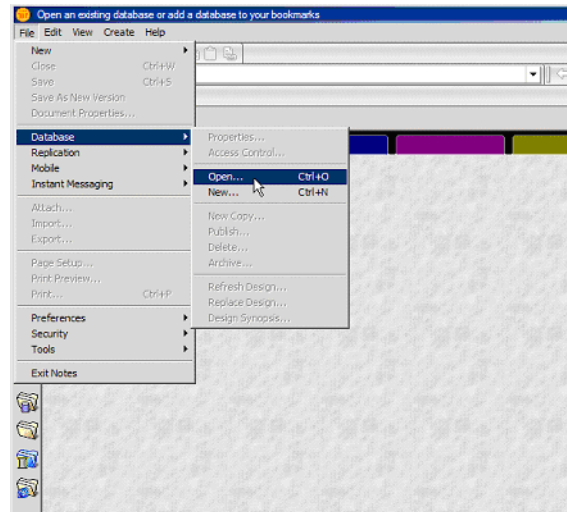 Open an existing database or add a database to your bookmarks
File Edit View Create Help
New
Close Ctrl+W
Save Ctrl+S
Save As New Version
Document Properties...
Database
Replication
Mobile
Instant Messaging
Attach...
Import...
Export...
Page Setup...
Print Preview...
Print... Ctrl+P
Preferences
Security
Tools
Exit Notes
Properties...
Access Control...
Open... Ctrl+O
New... Ctrl+N
New Copy...
Publish...
Delete...
Archive...
Refresh Design...
Replace Design...
Design Synopsis...